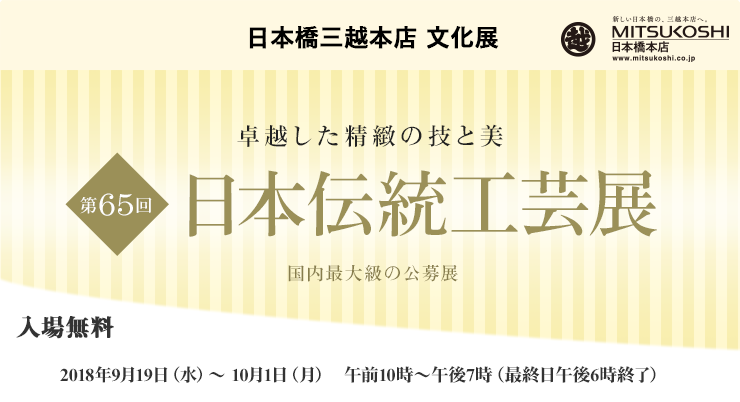 日本橋三越本店 文化展
新しい日本橋の、三越本店へ。
越
MITSUKOSHI
日本橋本店
www.mitsukoshi.co.jp
卓越した精緻の技と美
第65回
日本伝統工芸展
国内最大級の公募展
入場無料
2018年9月19日（水）～ 10月1日（月） 午前10時～午後7時（最終日午後6時終了）